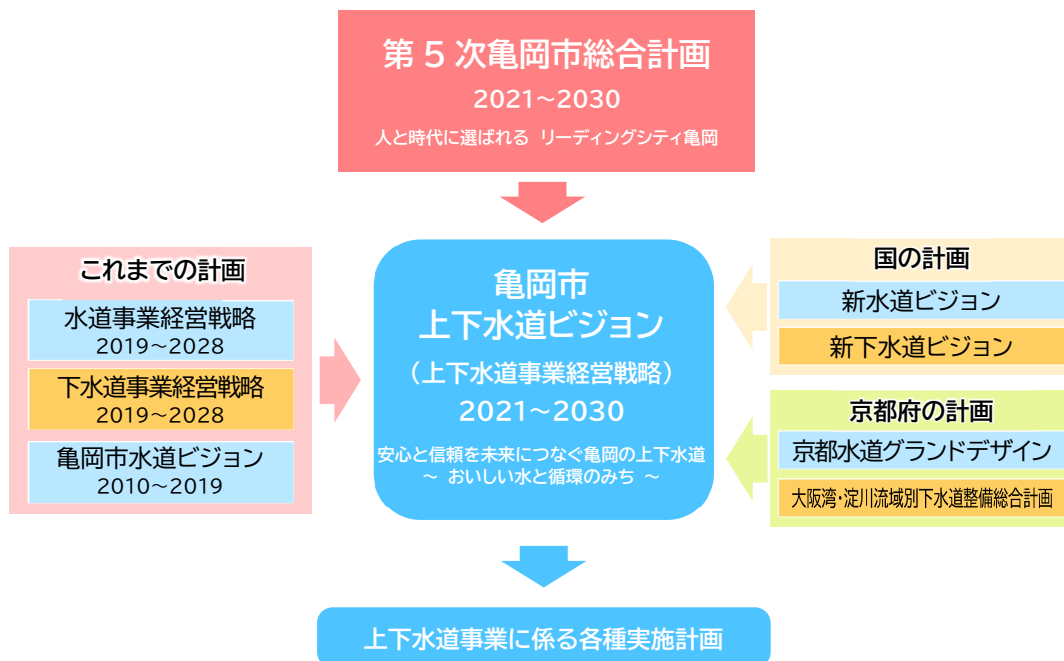 第5次亀岡市総合計画
2021～2030
人と時代に選ばれる リーディングシティ亀岡
これまでの計画
水道事業経営戦略
2019～2028
下水道事業経営戦略
2019～2028
亀岡市水道ビジョン
2010～2019
亀岡市
上下水道ビジョン
（上下水道事業経営戦略）
2021～2030
安心と信頼を未来につなぐ亀岡の上下水道
～ おいしい水と循環のみち ～
国の計画
新水道ビジョン
新下水道ビジョン
京都府の計画
京都水道グランドデザイン
大阪湾・淀川流域別下水道整備総合計画
上下水道事業に係る各種実施計画